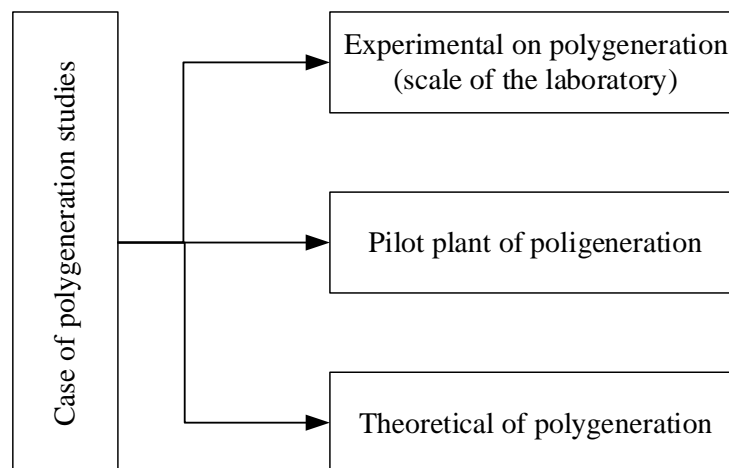 Case of polygeneration studies
Experimental on polygeneration
(scale of the laboratory)
Pilot plant of poligeneration
Theoretical of polygeneration